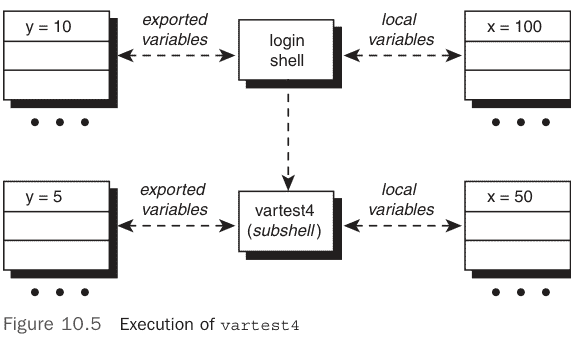 y = 10
exported
variables
login
shell
local
variables
x = 100
y = 5
exported
variables
vartest4
(subshell)
local
variables
x = 50
Figure 10.5 Execution of vartest4